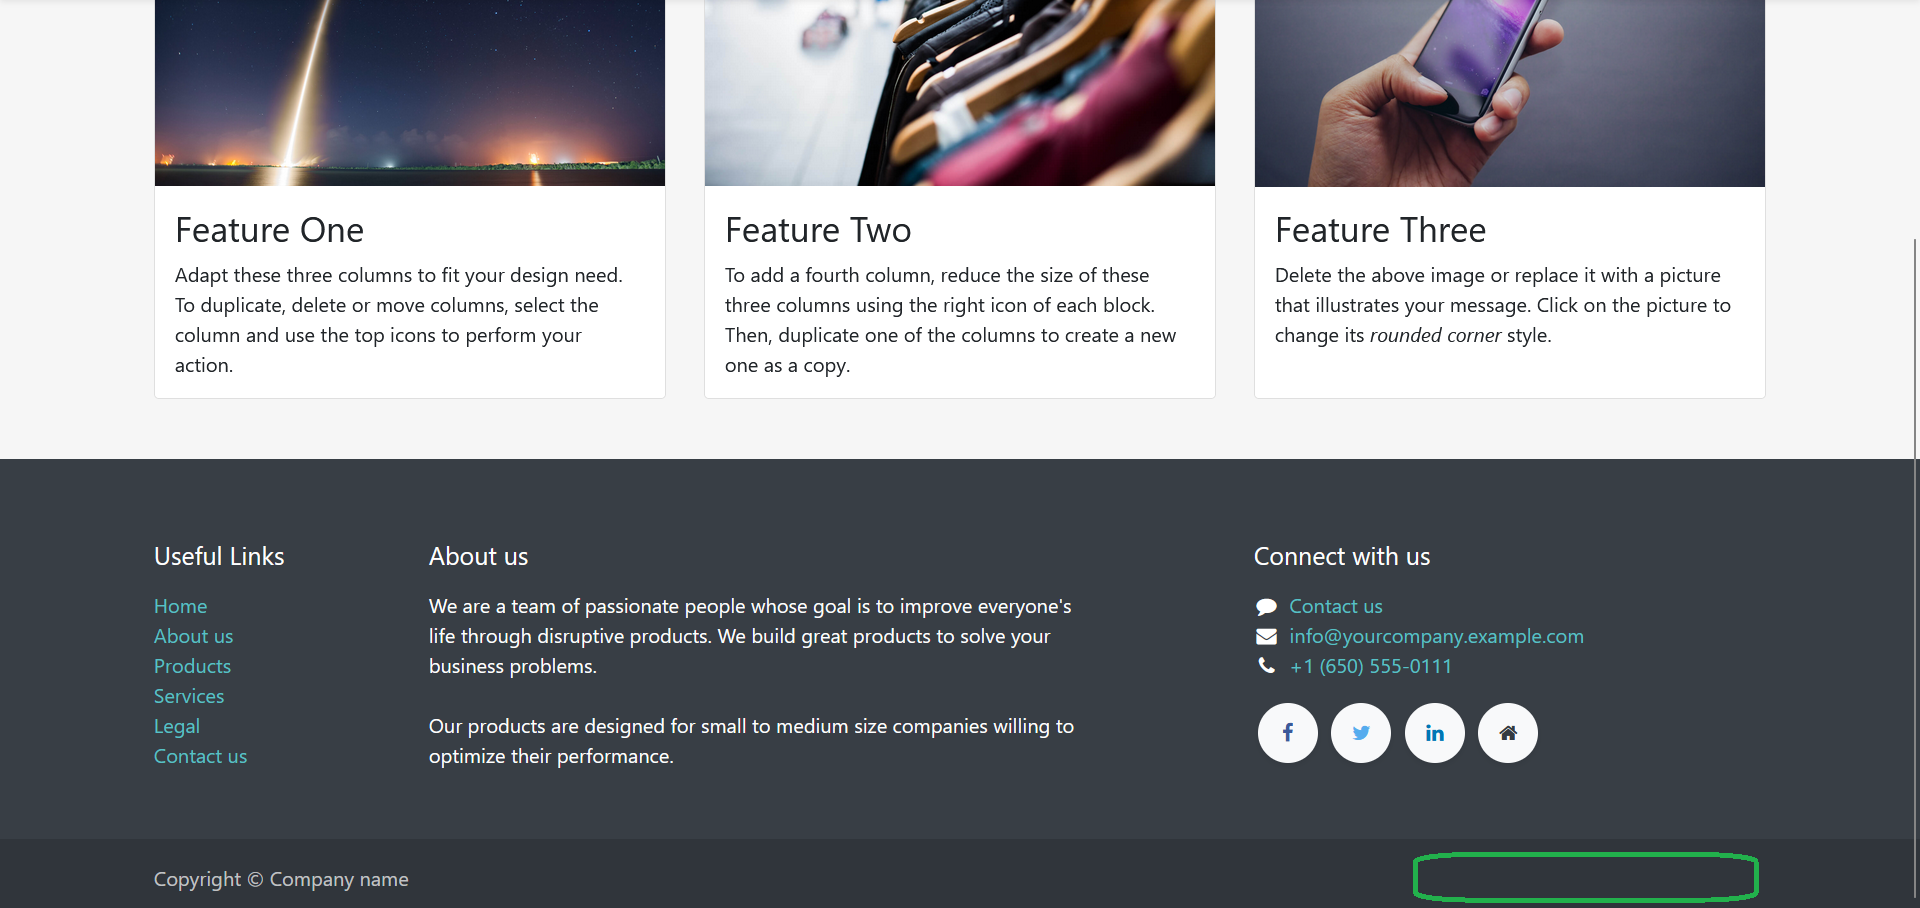 Feature One
Adapt these three columns to fit your design need.
To duplicate, delete or move columns, select the
column and use the top icons to perform your
action.
Feature Two
To add a fourth column, reduce the size of these
three columns using the right icon of each block.
Then, duplicate one of the columns to create a new
one as a copy.
Feature Three
Delete the above image or replace it with a picture
that illustrates your message. Click on the picture to
change its rounded corner style.
Useful Links
Home
About us
Products
Services
Legal
Contact us
About us
We are a team of passionate people whose goal is to improve everyone's
life through disruptive products. We build great products to solve your
business problems.
Our products are designed for small to medium size companies willing to
optimize their performance.
Connect with us
Contact us
info@yourcompany.example.com
+1 (650) 555-0111
Copyright © Company name